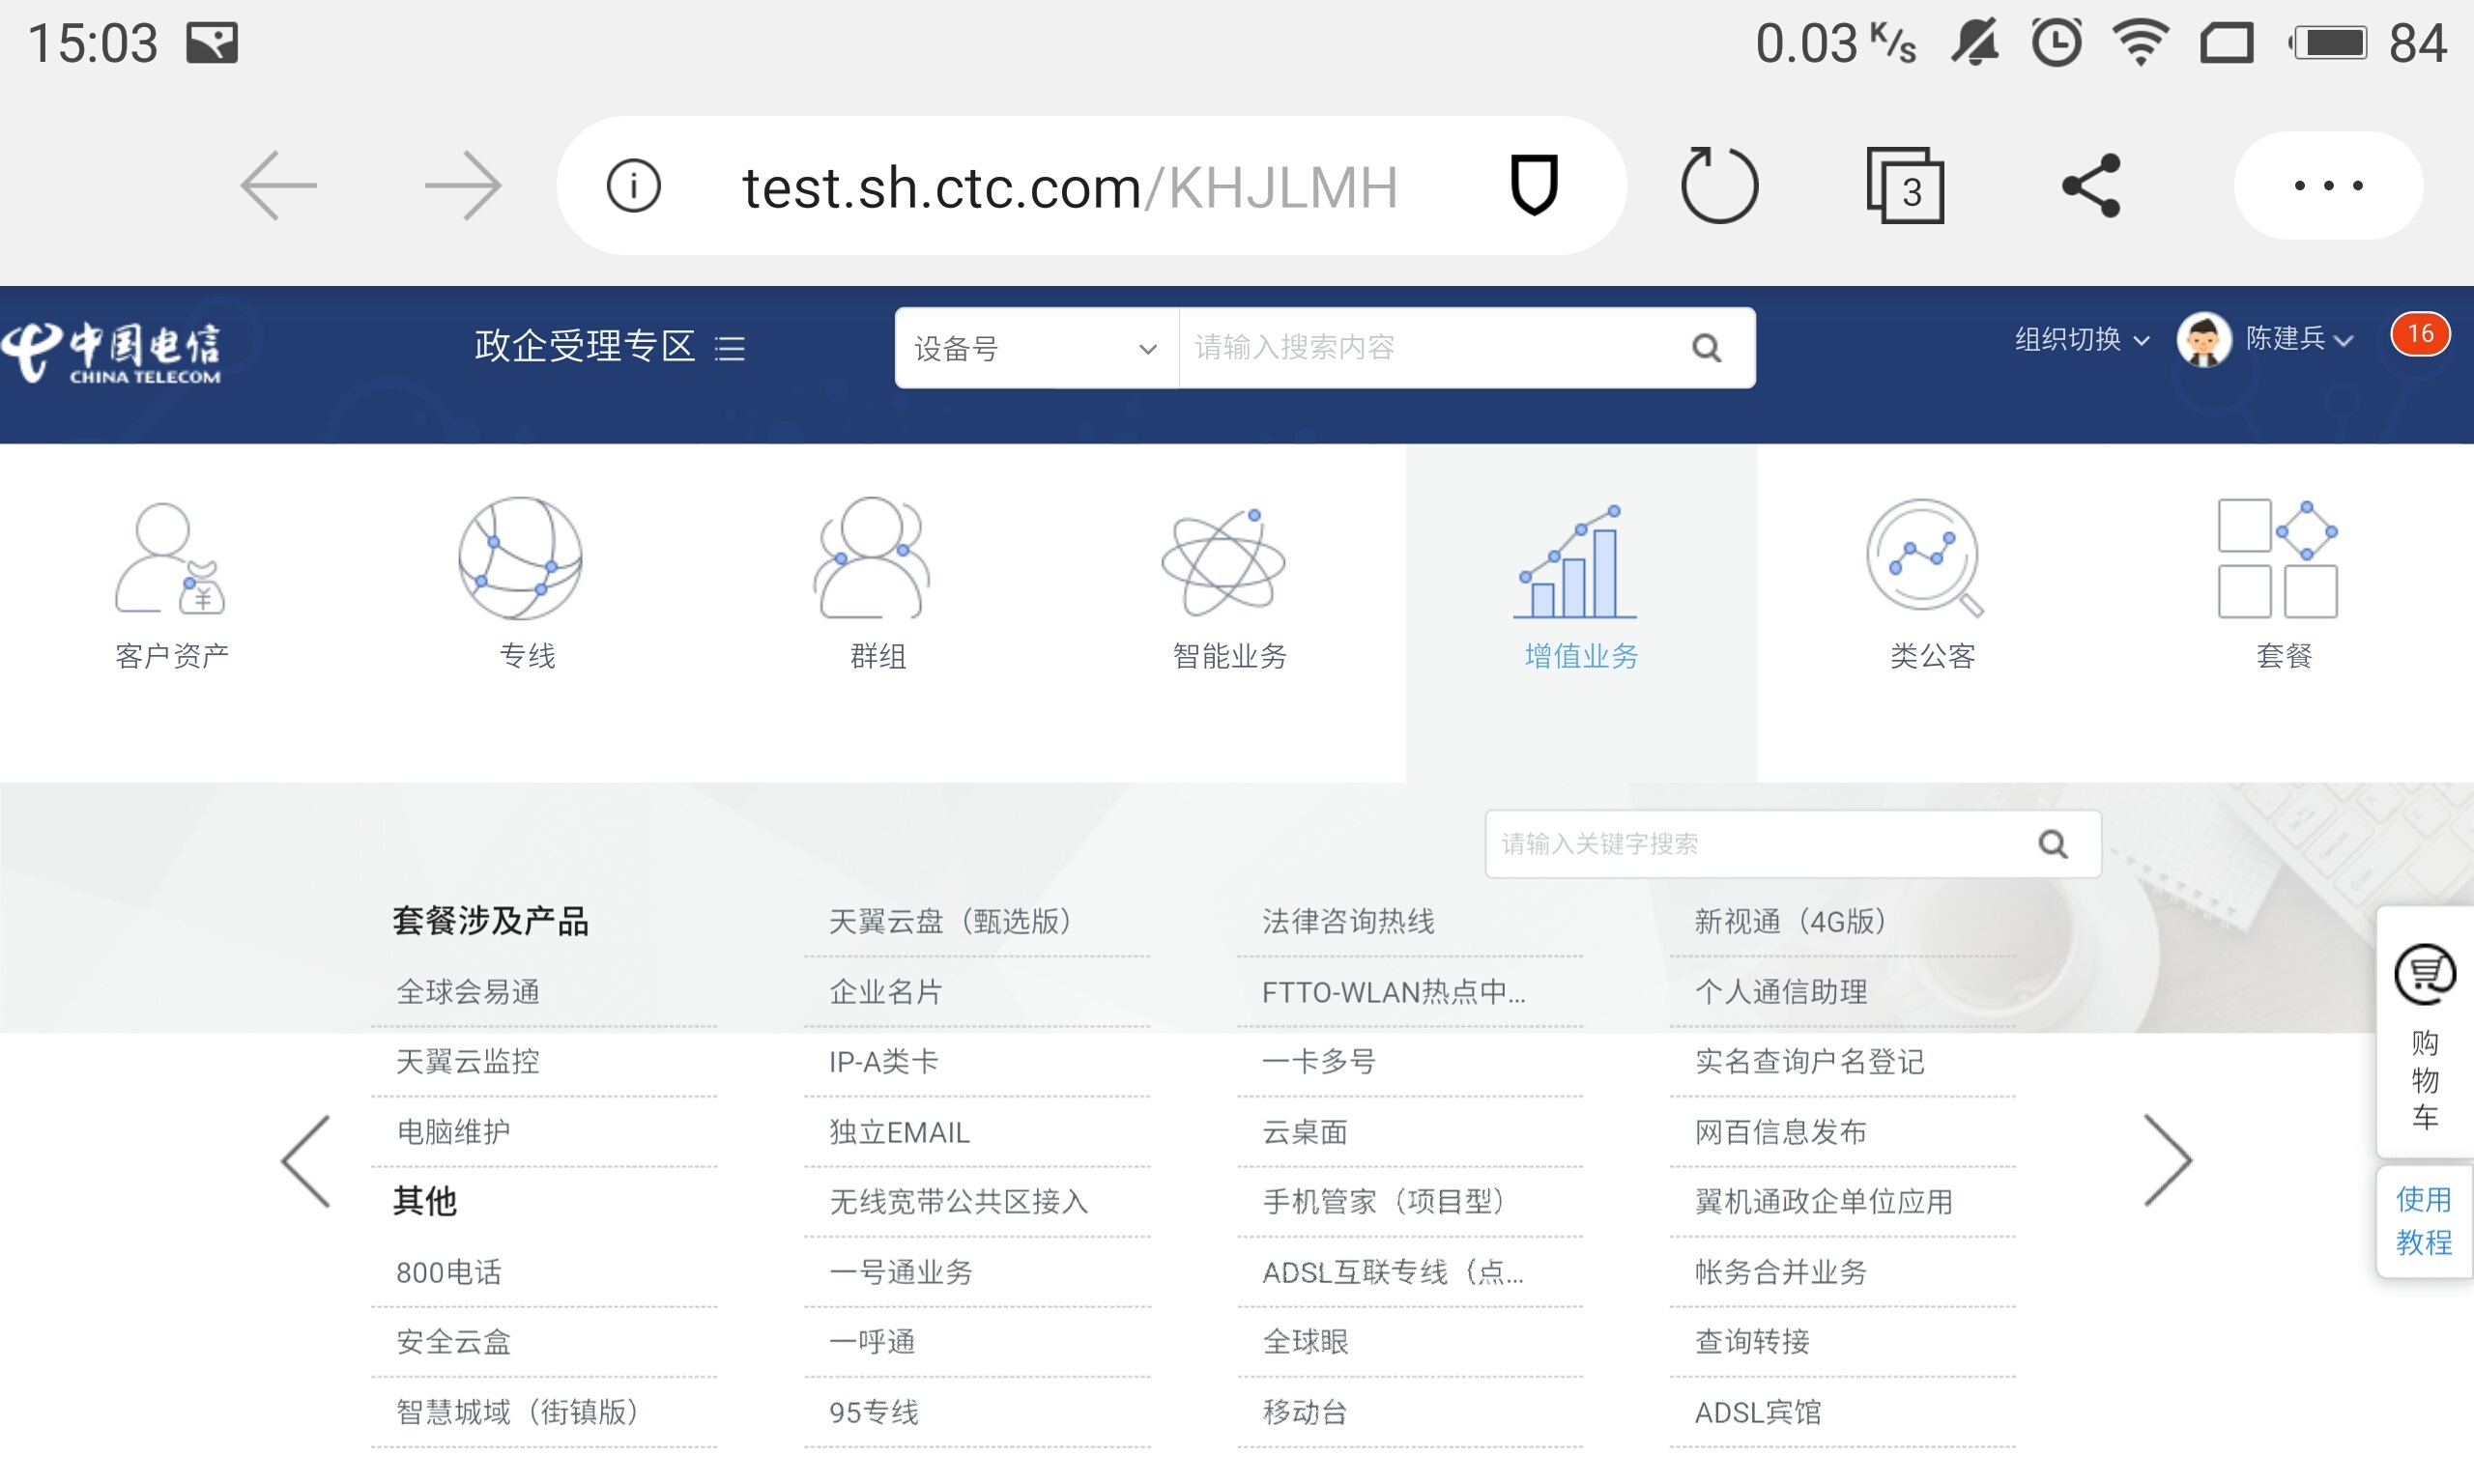 15:03
0.03 K/s
84
test.sh.ctc.com/KHJLMH
3
中国电信
CHINA TELECOM
政企受理专区
设备号
请输入搜索内容
组织切换
陈建兵
16
客户资产
专线
群组
智能业务
增值业务
类公客
套餐
请输入关键字搜索
套餐涉及产品
全球会易通
天翼云监控
电脑维护
其他
800电话
安全云盒
智慧城域（街镇版）
天翼云盘（甄选版）
企业名片
IP-A类卡
独立EMAIL
无线宽带公共区接入
一号通业务
一呼通
95专线
法律咨询热线
FTTO-WLAN热点中...
一卡多号
云桌面
手机管家（项目型）
ADSL互联专线（点...
全球眼
移动台
新视通（4G版）
个人通信助理
实名查询户名登记
网百信息发布
翼机通政企单位应用
帐务合并业务
查询转接
ADSL宾馆
购
物
车
使用
教程